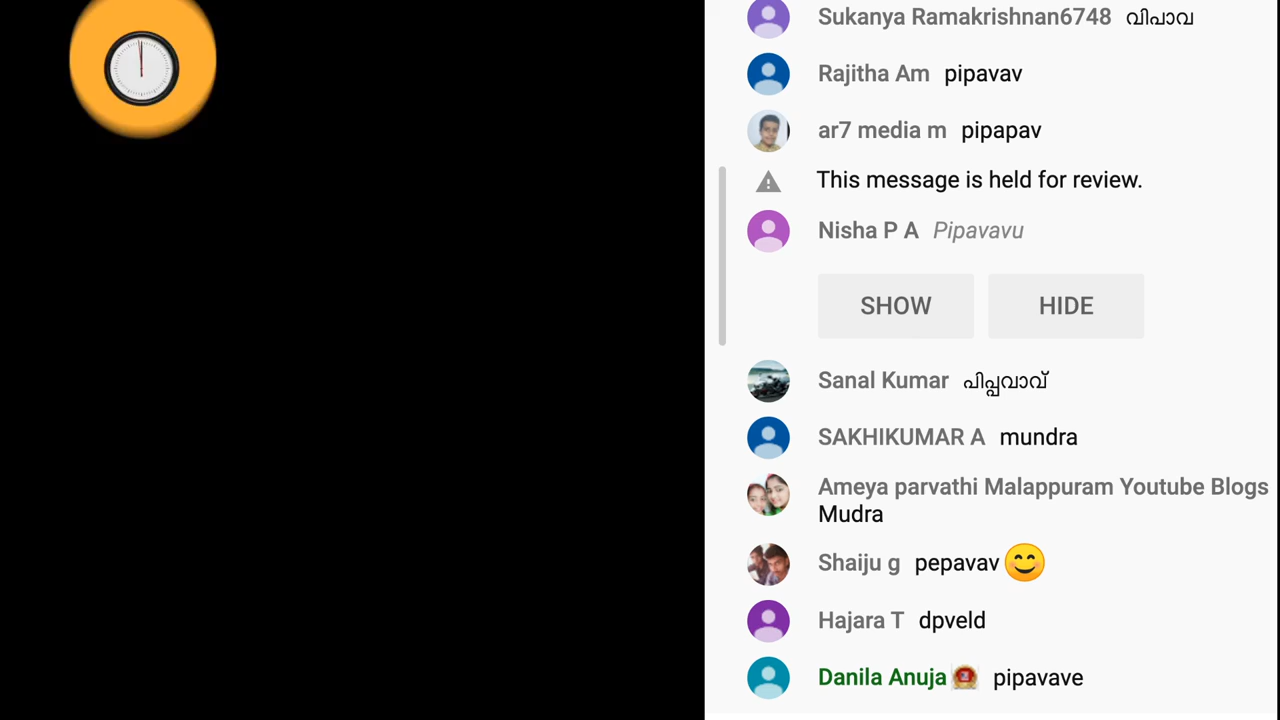 Sukanya Ramakrishnan6748 വിപാവ
Rajitha Am pipavav
ar7 media m pipapav
This message is held for review.
Nisha P A Pipavavu
SHOW HIDE
Sanal Kumar പിപ്പവാവ്
SAKHIKUMAR A mundra
Ameya parvathi Malappuram Youtube Blogs
Mudra
Shaiju g pepavav
Hajara T dpveld
Danila Anuja pipavave